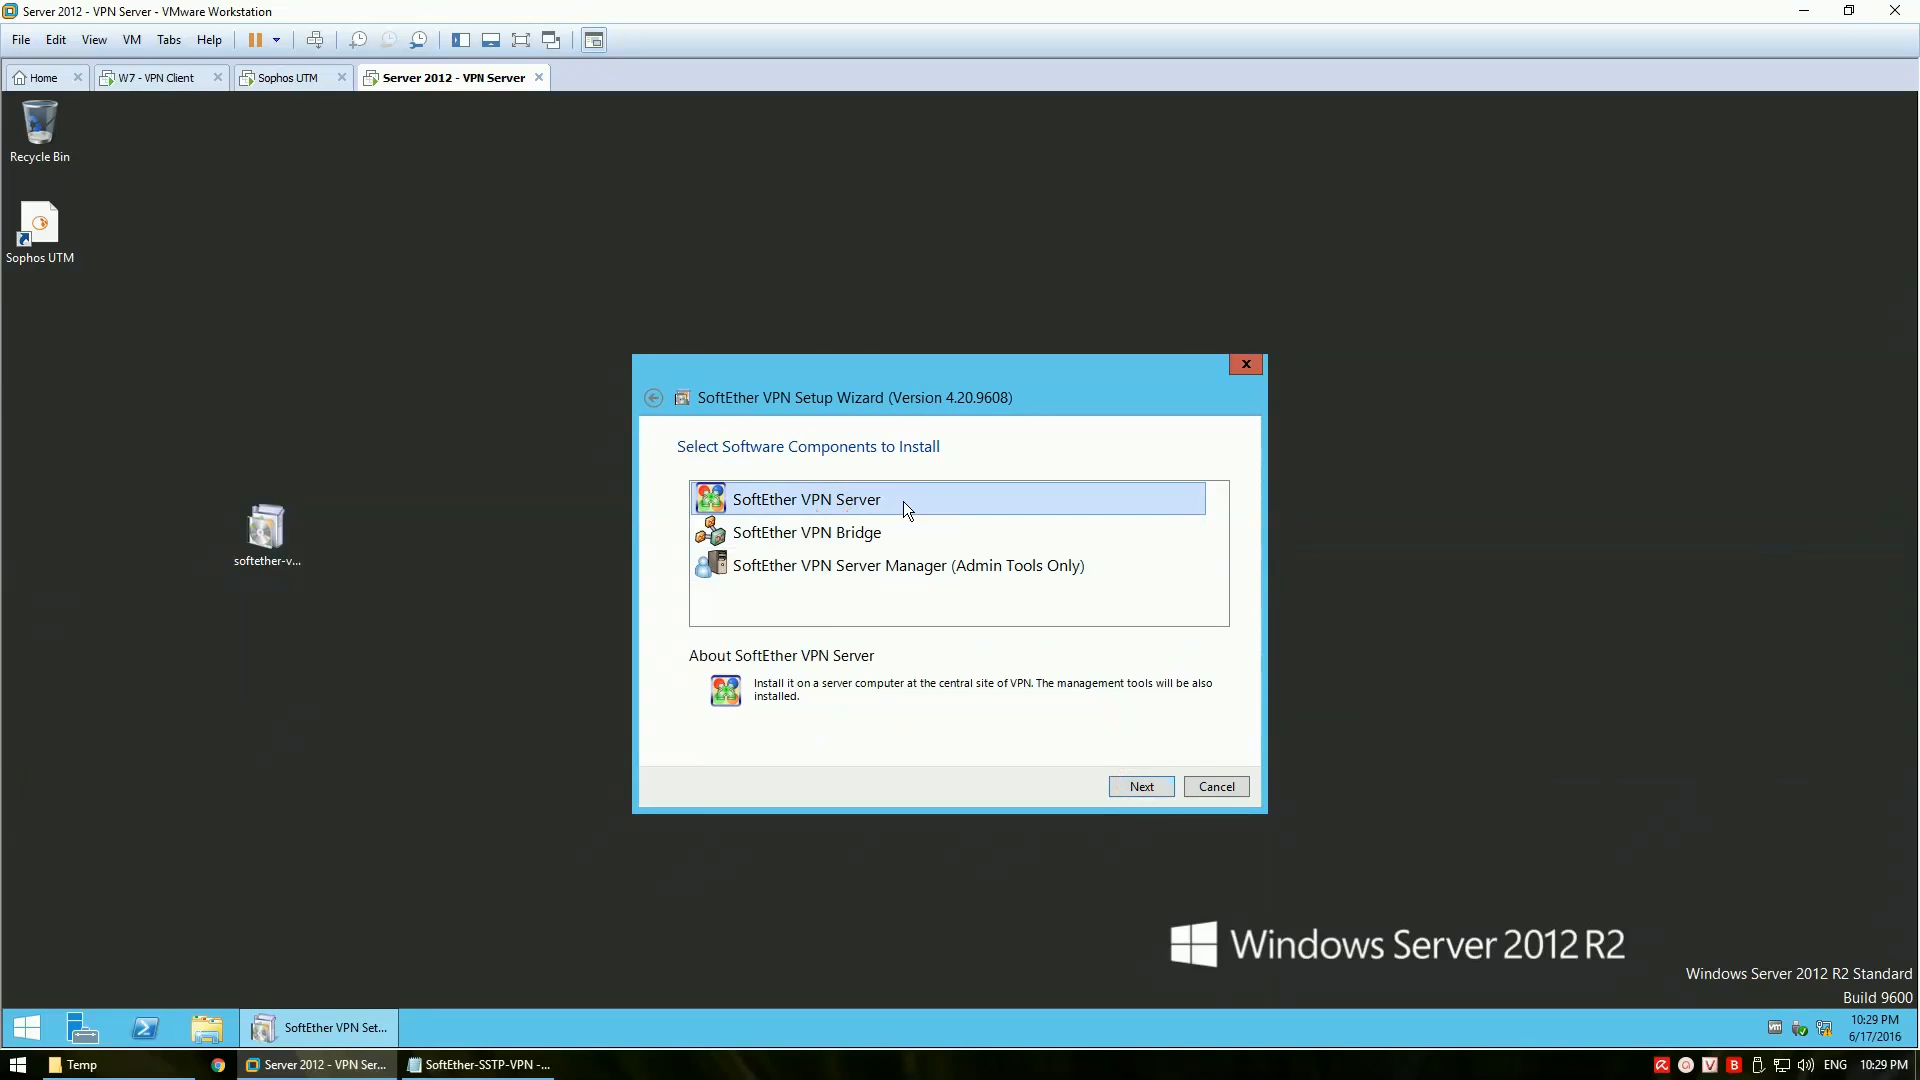 Server 2012 - VPN Server - VMware Workstation
File Edit View VM Tabs Help
Home W7 - VPN Client Sophos UTM Server 2012 - VPN Server
Recycle Bin
Sophos UTM
softether-v...
SoftEther VPN Setup Wizard (Version 4.20.9608)
Select Software Components to Install
SoftEther VPN Server
SoftEther VPN Bridge
SoftEther VPN Server Manager (Admin Tools Only)
About SoftEther VPN Server
Install it on a server computer at the central site of VPN. The management tools will be also
installed.
Next Cancel
Windows Server 2012 R2
Windows Server 2012 R2 Standard
Build 9600
SoftEther VPN Set...
10:29 PM
6/17/2016
Temp Server 2012 - VPN Ser... SoftEther-SSTP-VPN -... ENG 10:29 PM